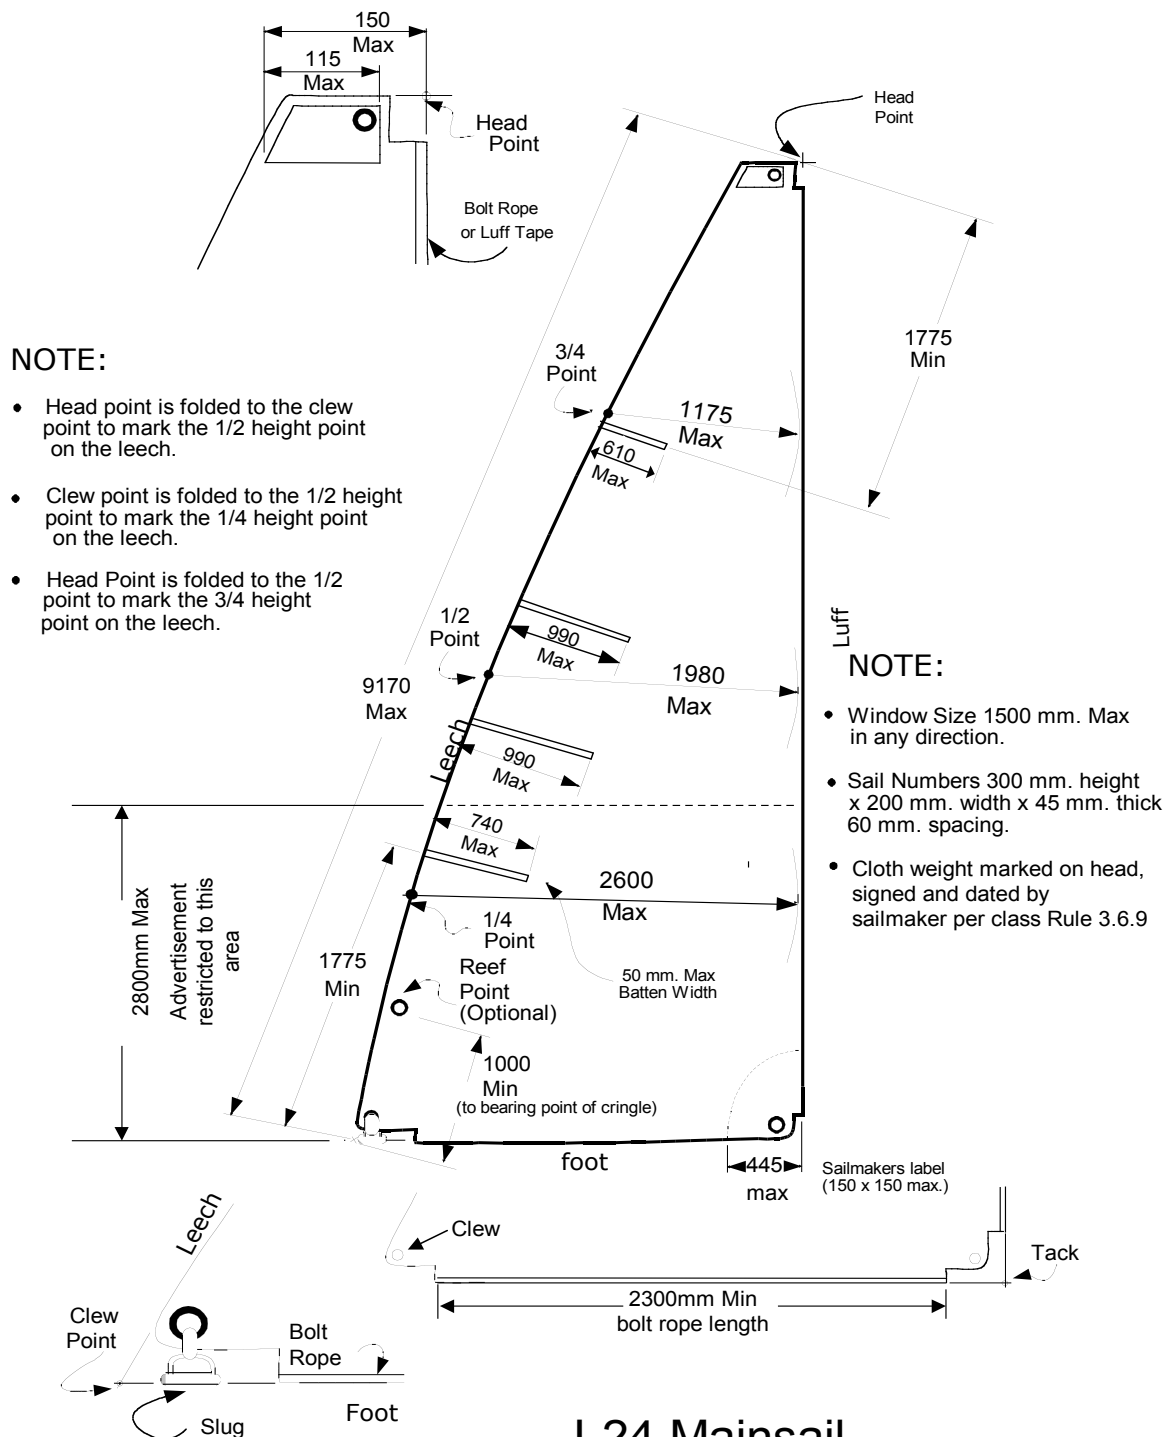 150
Max
115
Max
Head
Point
Bolt Rope
or Luff Tape
Head
Point
1775
Min
3/4
Point
1175
Max
610
Max
NOTE:
• Head point is folded to the clew
point to mark the 1/2 height point
on the leech.
• Clew point is folded to the 1/2 height
point to mark the 1/4 height point
on the leech.
• Head Point is folded to the 1/2
point to mark the 3/4 height
point on the leech.
1/2
Point
990
Max
1980
Max
9170
Max
Leech
990
Max
Luff
NOTE:
• Window Size 1500 mm. Max
in any direction.
• Sail Numbers 300 mm. height
x 200 mm. width x 45 mm. thick
60 mm. spacing.
• Cloth weight marked on head,
signed and dated by
sailmaker per class Rule 3.6.9
740
Max
2600
Max
1/4
Point
2800mm Max
Advertisement
restricted to this
area
1775
Min
Reef
Point
(Optional)
50 mm. Max
Batten Width
1000
Min
(to bearing point of cringle)
foot
445
max
Sailmakers label
(150 x 150 max.)
Leech
Clew
Tack
2300mm Min
bolt rope length
Clew
Point
Bolt
Rope
Foot
Slug
24 Mainsail